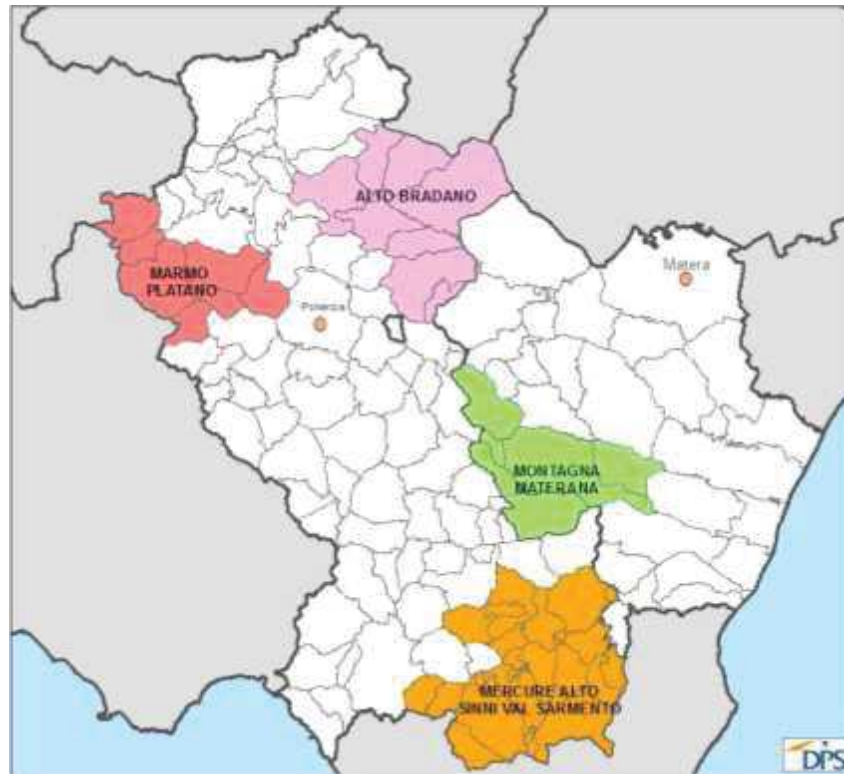 ALTO BRADANO
MARMO
PLATANO
Matera
Potenza
MONTAGNA
MATERANA
MERCURE ALTO
SINNI VAL SARMENTO
DPS